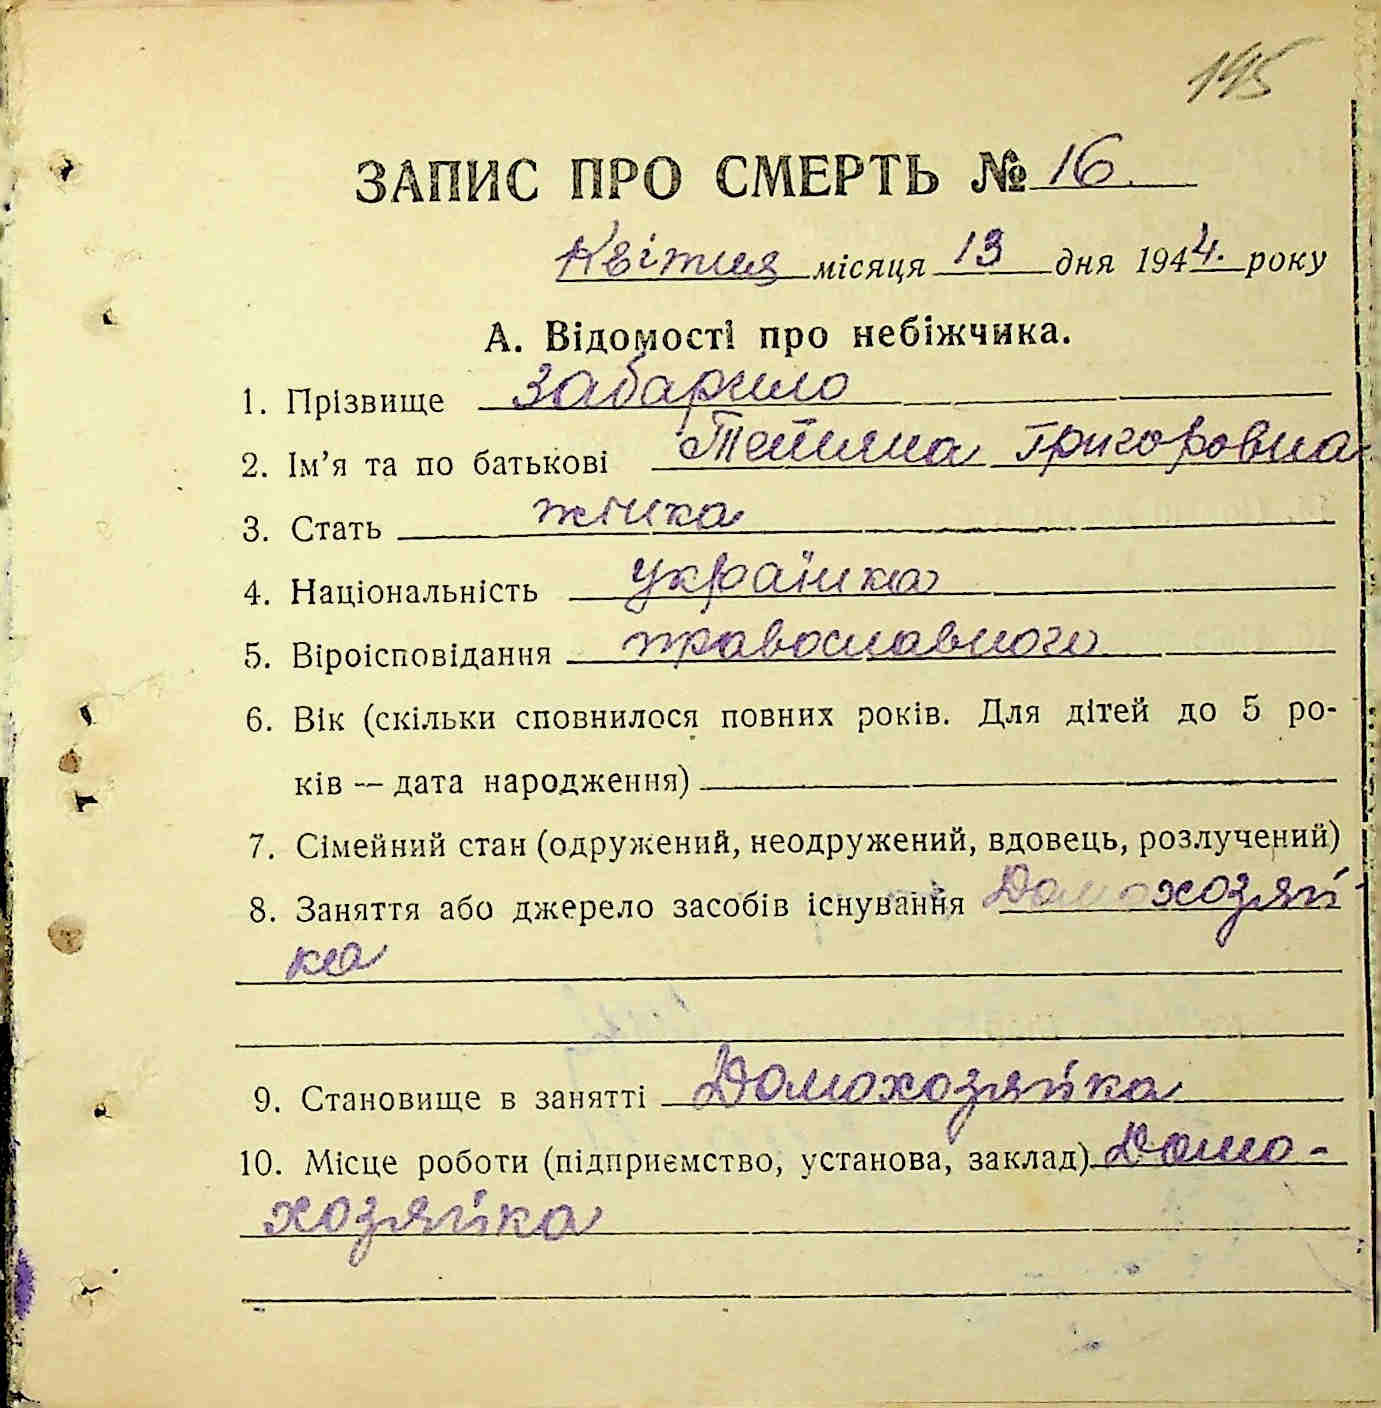 195
ЗАПИС ПРО СМЕРТЬ № 16.
Квітня місяця 13 дня 1944. року
А. Відомості про небіжчика.
1. Прізвище Забарило
2. Ім’я та по батькові Тетяна Григоровна
3. Стать жінка
4. Національність українка
5. Віроісповідання православного
6. Вік (скільки сповнилося повних років. Для дітей до 5 ро-
ків — дата народження)
7. Сімейний стан (одружений, неодружений, вдовець, розлучений)
8. Заняття або джерело засобів існування Домохозяй
ка
9. Становище в занятті Домохозяйка
10. Місце роботи (підприємство, установа, заклад) Домо-
хозяйка